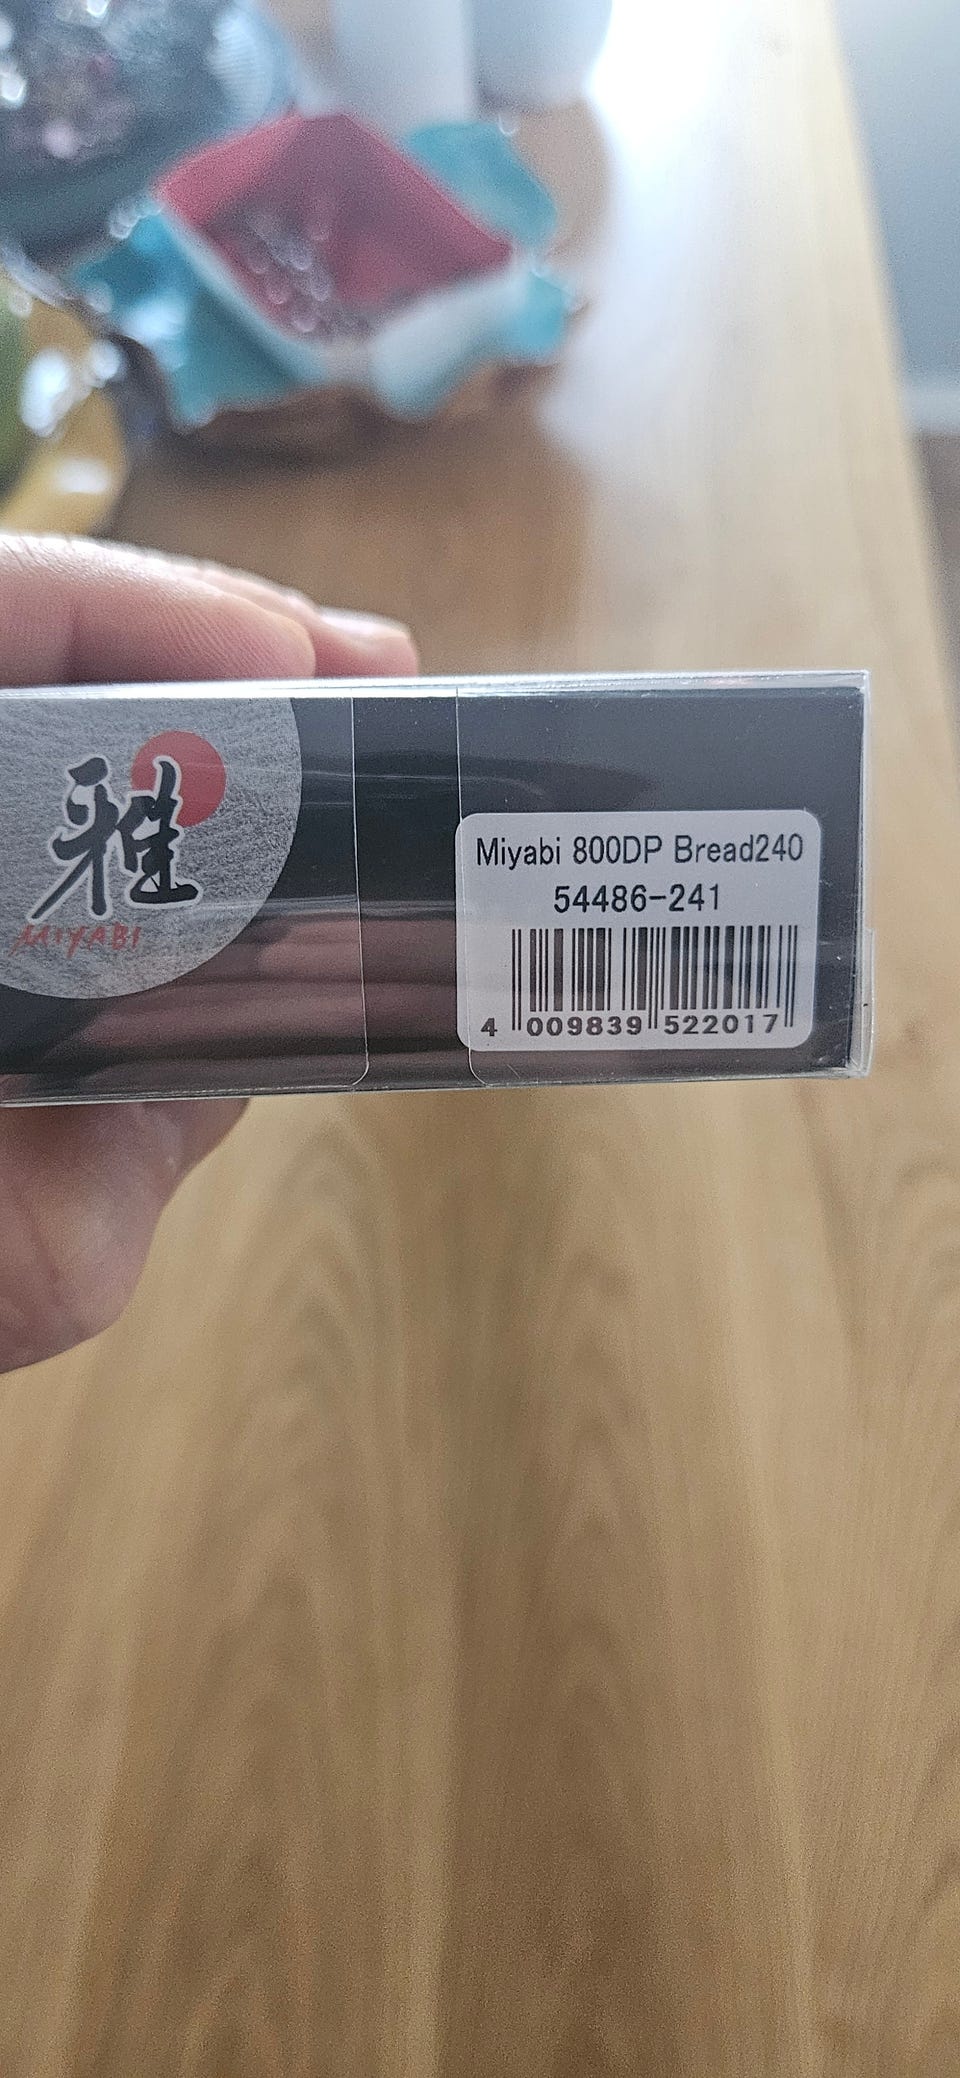 雅
MIYABI
Miyabi 800DP Bread240
54486-241
4 009839 522017